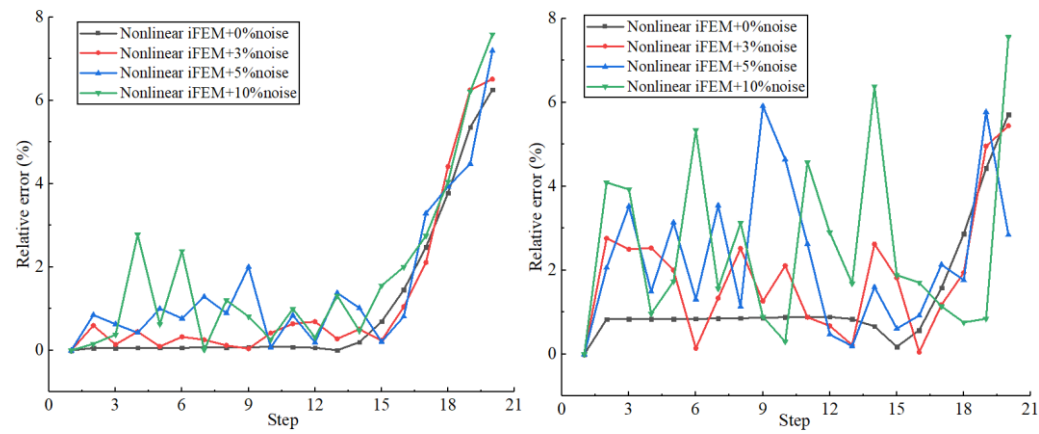 8
6
4
2
0
Relative error (%)
Nonlinear iFEM+0%noise
Nonlinear iFEM+3%noise
Nonlinear iFEM+5%noise
Nonlinear iFEM+10%noise
0 3 6 9 12 15 18 21
Step
8
6
4
2
0
Relative error (%)
Nonlinear iFEM+0%noise
Nonlinear iFEM+3%noise
Nonlinear iFEM+5%noise
Nonlinear iFEM+10%noise
0 3 6 9 12 15 18 21
Step